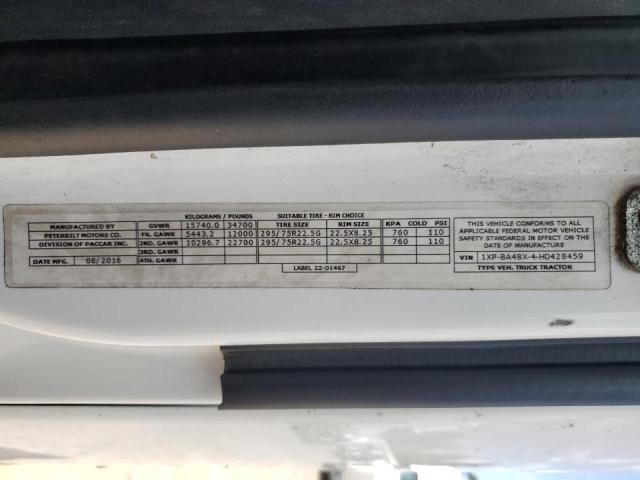 KILOGRAMS / POUNDS SUITABLE TIRE - RIM CHOICE
MANUFACTURED BY GVWR 15740.0 34700 TIRE SIZE RIM SIZE KPA COLD PSI
PETERBILT MOTORS CO. FR. GAWR 5443.2 12000 295/75R22.5G 22.5X8.25 760 110
DIVISION OF PACCAR INC. 2ND. GAWR 10296.7 22700 295/75R22.5G 22.5X8.25 760 110
3RD. GAWR
DATE MFG. 08/2016 4TH. GAWR
LABEL 22-01467
THIS VEHICLE CONFORMS TO ALL
APPLICABLE FEDERAL MOTOR VEHICLE
SAFETY STANDARDS IN EFFECT ON THE
DATE OF MANUFACTURE
VIN 1XP-BA48X-4-HD428459
TYPE VEH. TRUCK TRACTOR